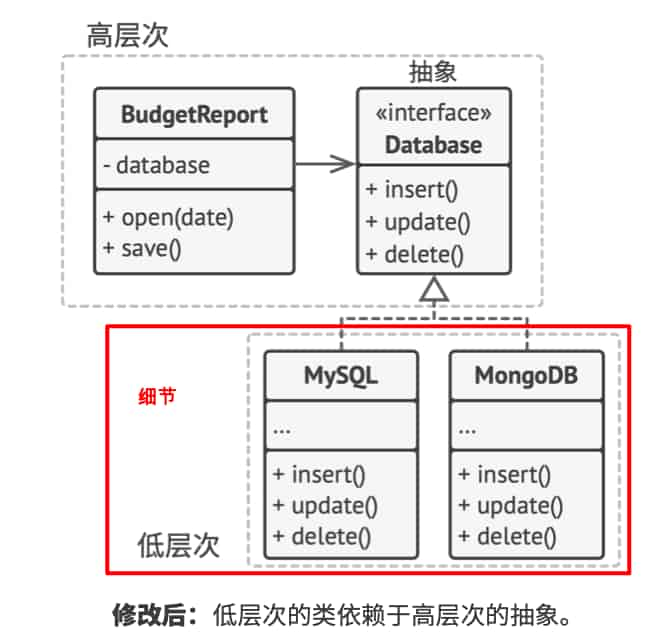 高层次
抽象
BudgetReport
- database
+ open(date)
+ save()
«interface»
Database
+ insert()
+ update()
+ delete()
细节
低层次
MySQL
...
+ insert()
+ update()
+ delete()
MongoDB
...
+ insert()
+ update()
+ delete()
修改后：低层次的类依赖于高层次的抽象。